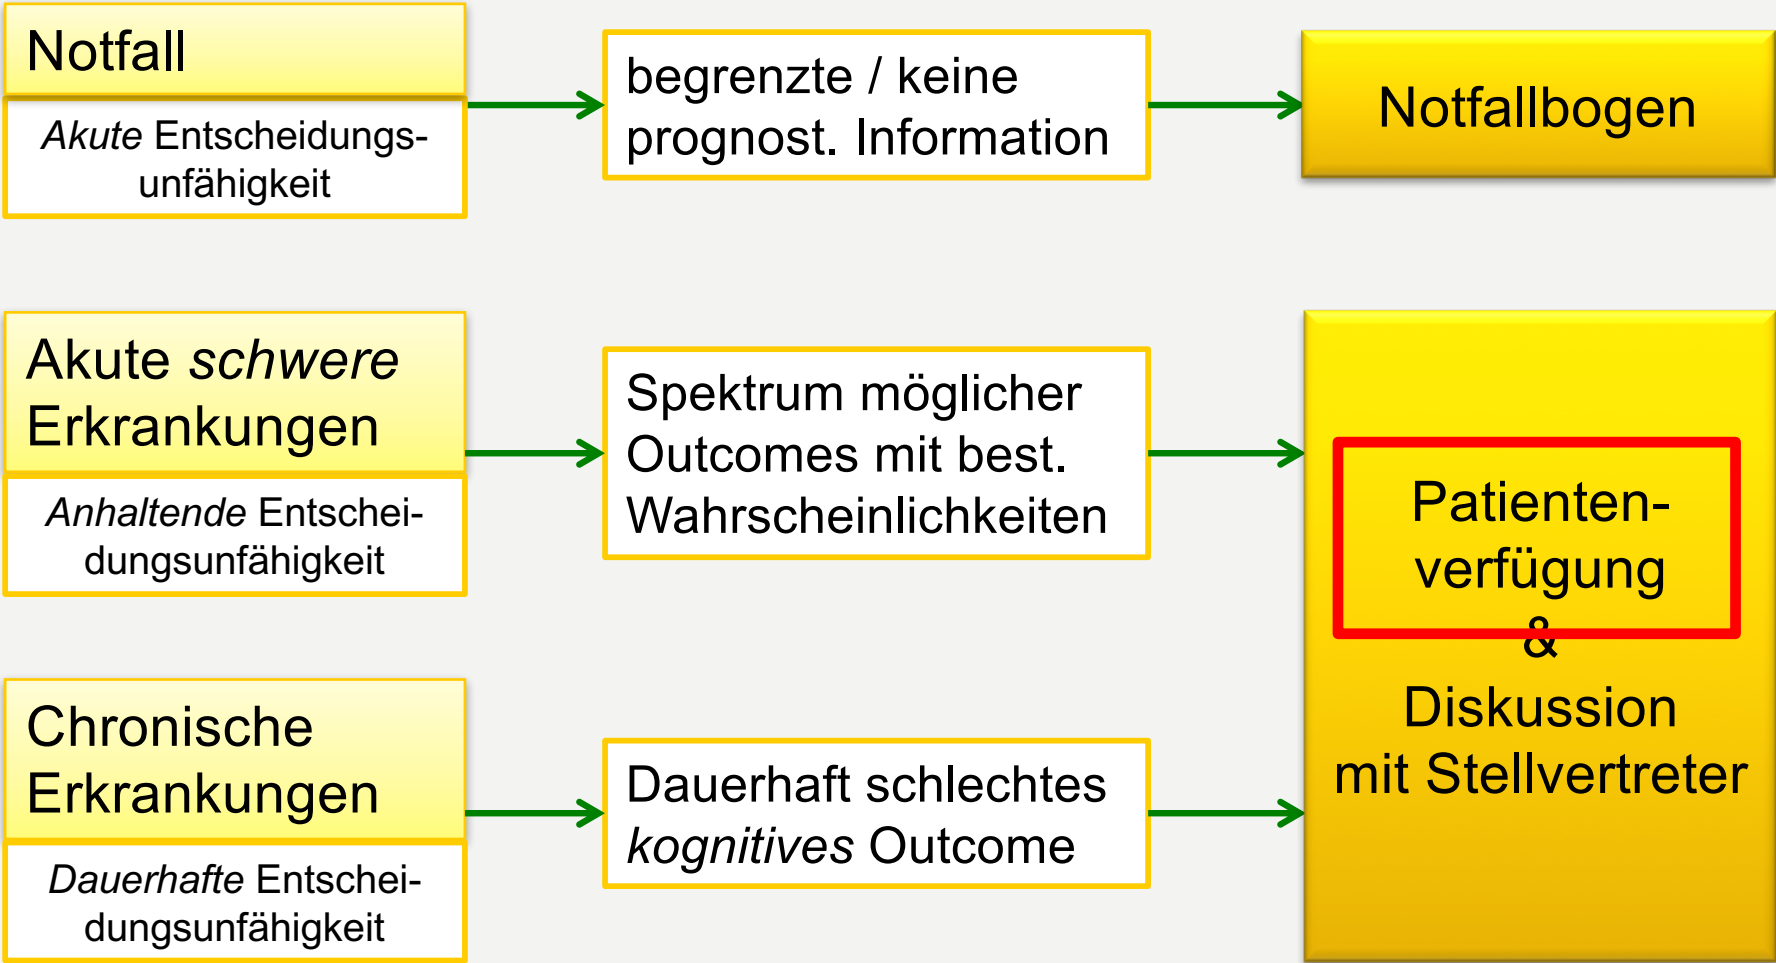 Notfall
Akute Entscheidungs-
unfähigkeit
begrenzte / keine
prognost. Information
Notfallbogen
Akute schwere
Erkrankungen
Anhaltende Entschei-
dungsunfähigkeit
Spektrum möglicher
Outcomes mit best.
Wahrscheinlichkeiten
Chronische
Erkrankungen
Dauerhafte Entschei-
dungsunfähigkeit
Dauerhaft schlechtes
kognitives Outcome
Patienten-
verfügung
&
Diskussion
mit Stellvertreter